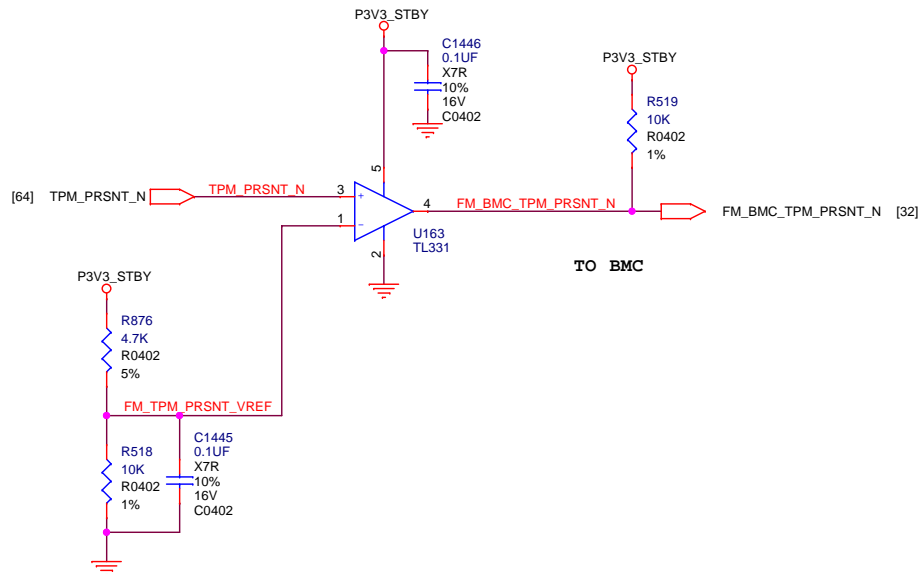 P3V3_STBY
C1446
0.1UF
X7R
10%
16V
C0402
P3V3_STBY
R519
10K
R0402
1%
5
[64] TPM_PRSNT_N TPM_PRSNT_N 3 +
1 −
4 FM_BMC_TPM_PRSNT_N FM_BMC_TPM_PRSNT_N [32]
U163
TL331
2
TO BMC
P3V3_STBY
R876
4.7K
R0402
5%
FM_TPM_PRSNT_VREF
C1445
0.1UF
X7R
10%
16V
C0402
R518
10K
R0402
1%